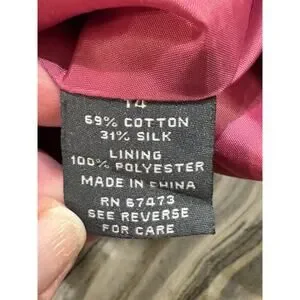 14
69% COTTON
31% SILK
LINING
100% POLYESTER
MADE IN CHINA
RN 67473
SEE REVERSE
FOR CARE